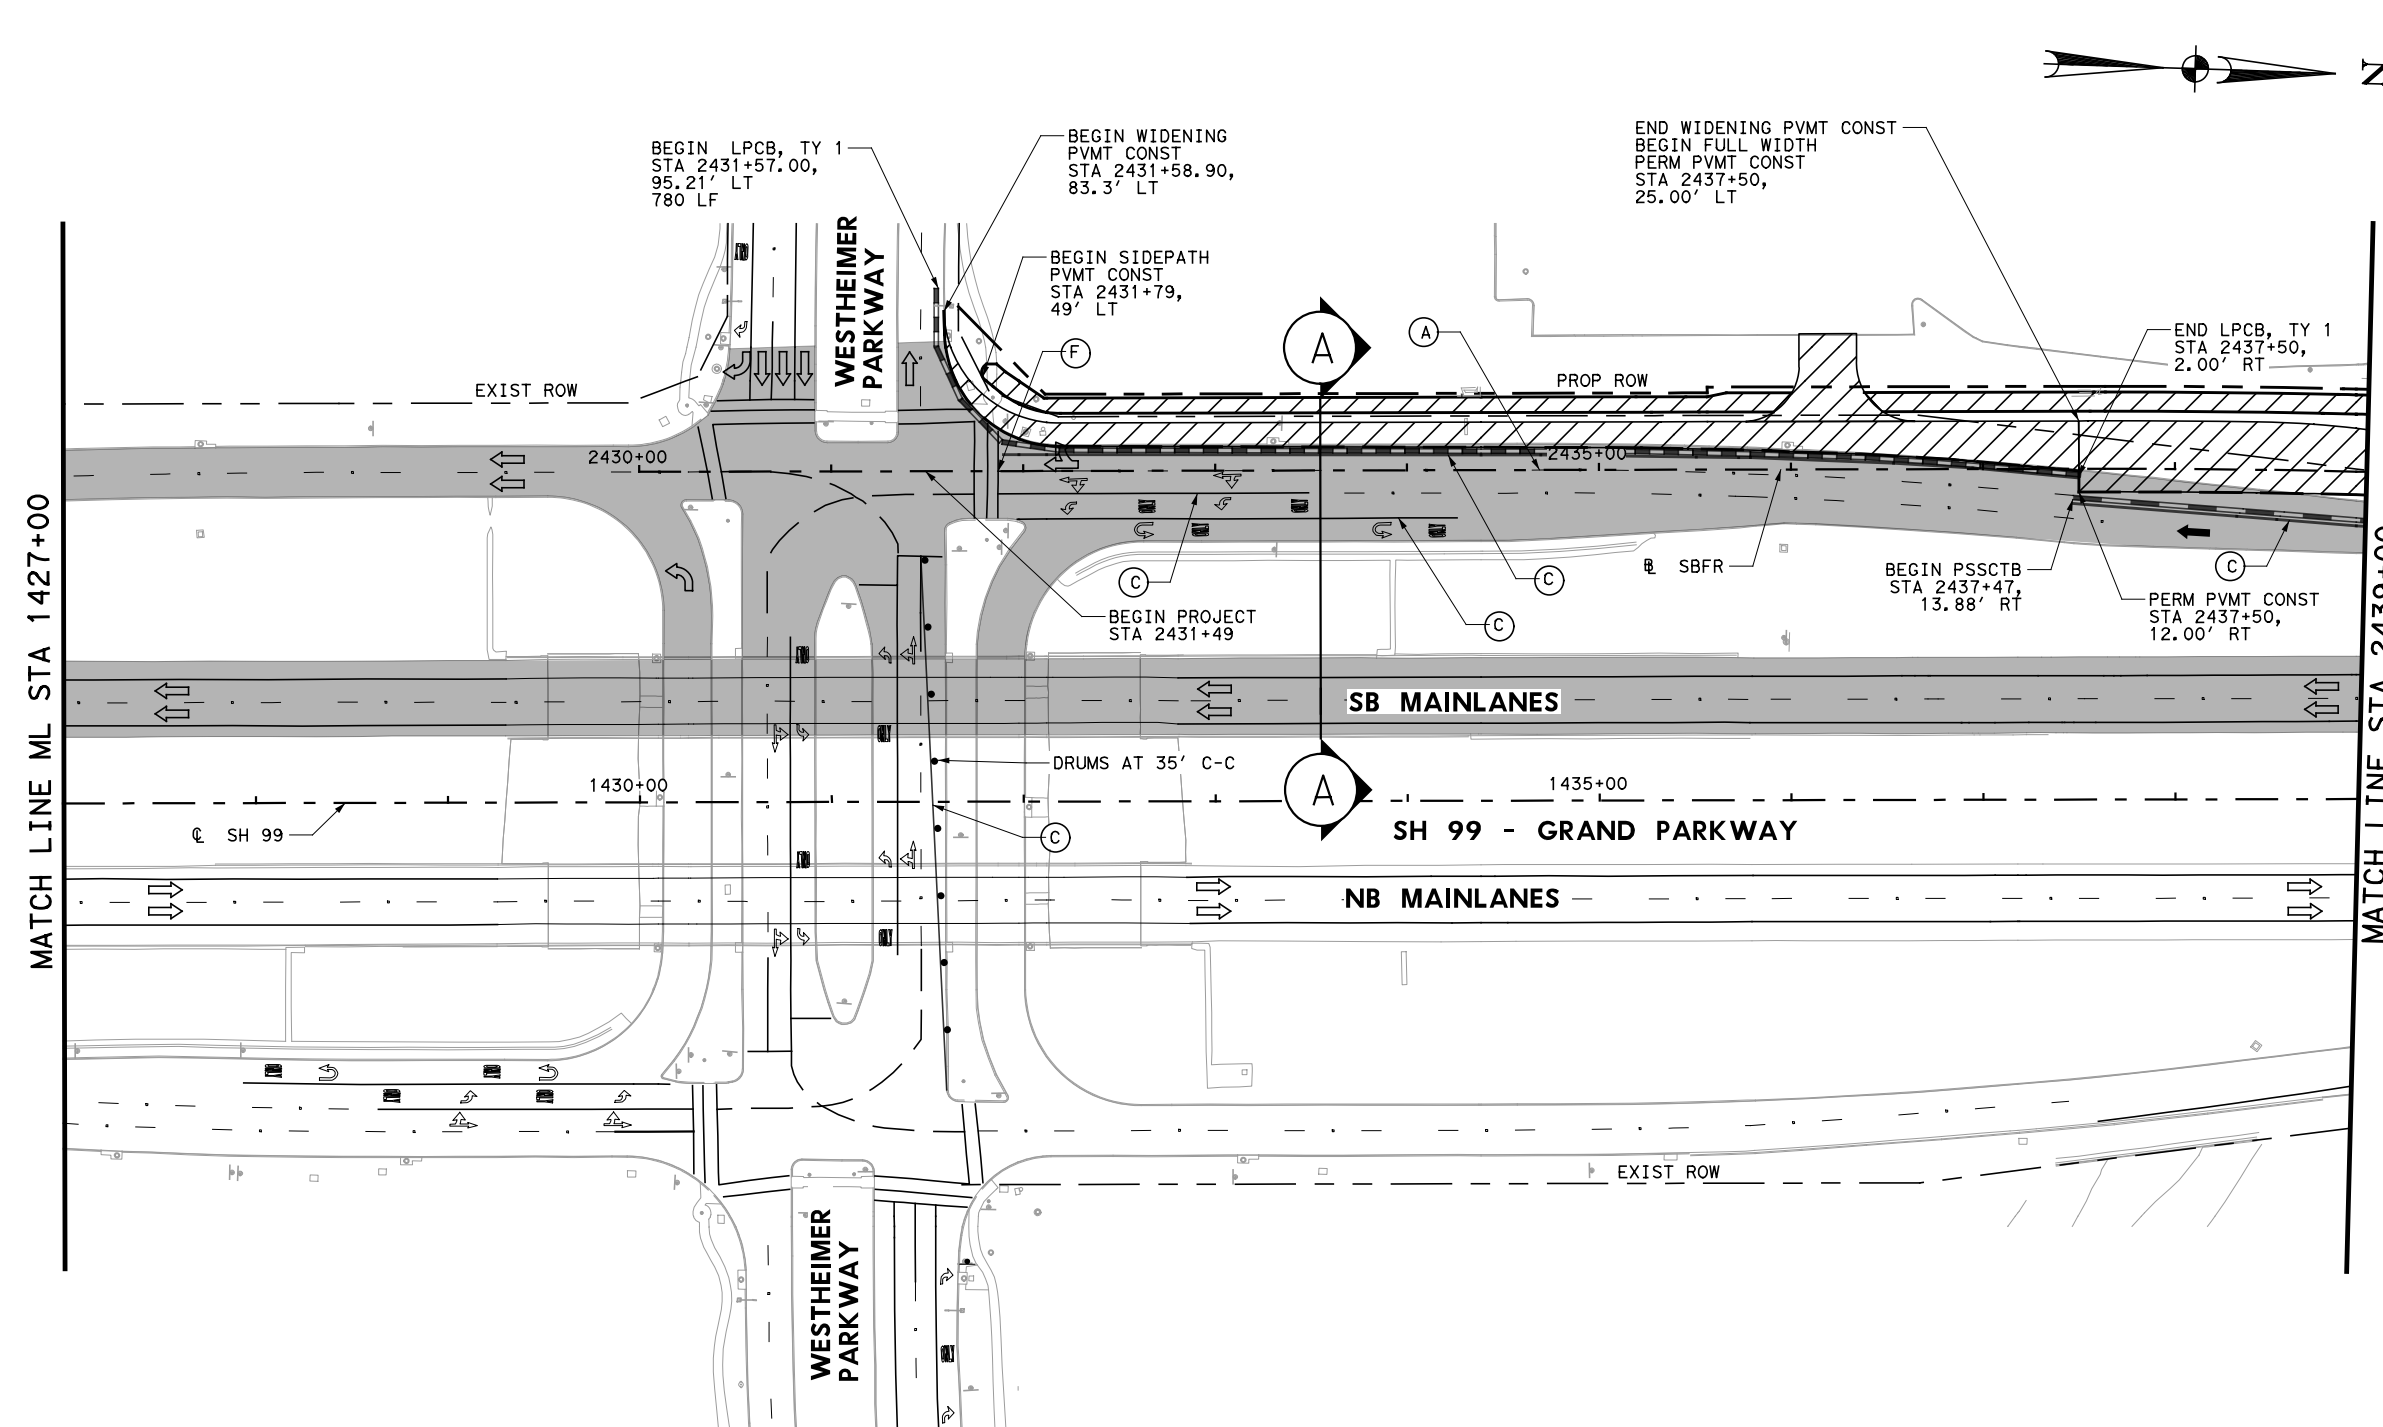 N
BEGIN LPCB, TY 1
STA 2431+57.00,
95.21' LT
780 LF
BEGIN WIDENING
PVMT CONST
STA 2431+58.90,
83.3' LT
END WIDENING PVMT CONST
BEGIN FULL WIDTH
PERM PVMT CONST
STA 2437+50,
25.00' LT
WESTHEIMER
PARKWAY
BEGIN SIDEPATH
PVMT CONST
STA 2431+79,
49' LT
F
A
A
END LPCB, TY 1
STA 2437+50,
2.00' RT
EXIST ROW
PROP ROW
2430+00
2435+00
C
C
C
C
BEGIN PROJECT
STA 2431+49
BL SBFR
BEGIN PSSCTB
STA 2437+47,
13.88' RT
PERM PVMT CONST
STA 2437+50,
12.00' RT
MATCH LINE ML STA 1427+00
SB MAINLANES
DRUMS AT 35' C-C
1430+00
A
1435+00
CL SH 99
C
SH 99 - GRAND PARKWAY
NB MAINLANES
EXIST ROW
WESTHEIMER
PARKWAY
MATCH LINE STA